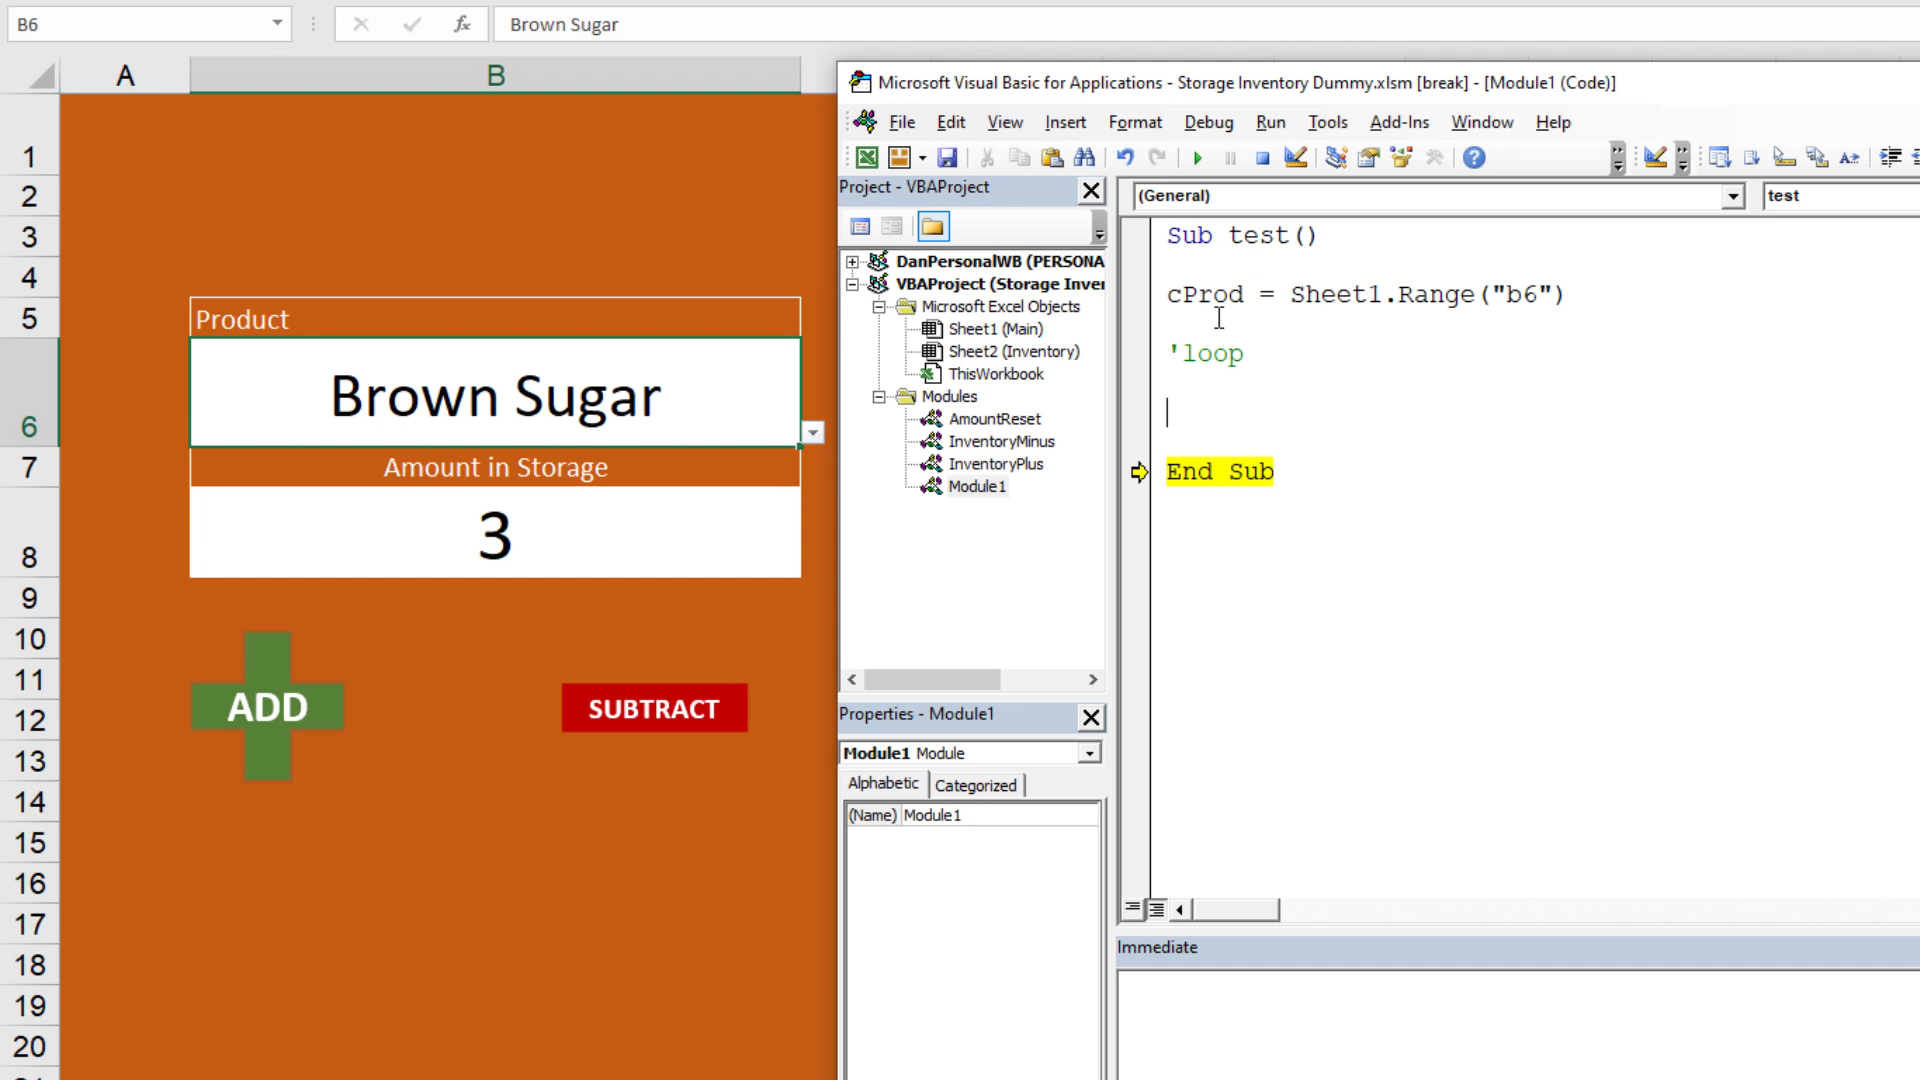 B6
fx
Brown Sugar
A
B
1
2
3
4
5
6
7
8
9
10
11
12
13
14
15
16
17
18
19
20
Product
Brown Sugar
Amount in Storage
3
ADD
SUBTRACT
Microsoft Visual Basic for Applications - Storage Inventory Dummy.xlsm [break] - [Module1 (Code)]
File Edit View Insert Format Debug Run Tools Add-Ins Window Help
Project - VBAProject
DanPersonalWB (PERSONA
VBAProject (Storage Inver
Microsoft Excel Objects
Sheet1 (Main)
Sheet2 (Inventory)
ThisWorkbook
Modules
AmountReset
InventoryMinus
InventoryPlus
Module1
Properties - Module1
Module1 Module
Alphabetic Categorized
(Name) Module1
(General)
test
Sub test()
cProd = Sheet1.Range("b6")
'loop
End Sub
Immediate